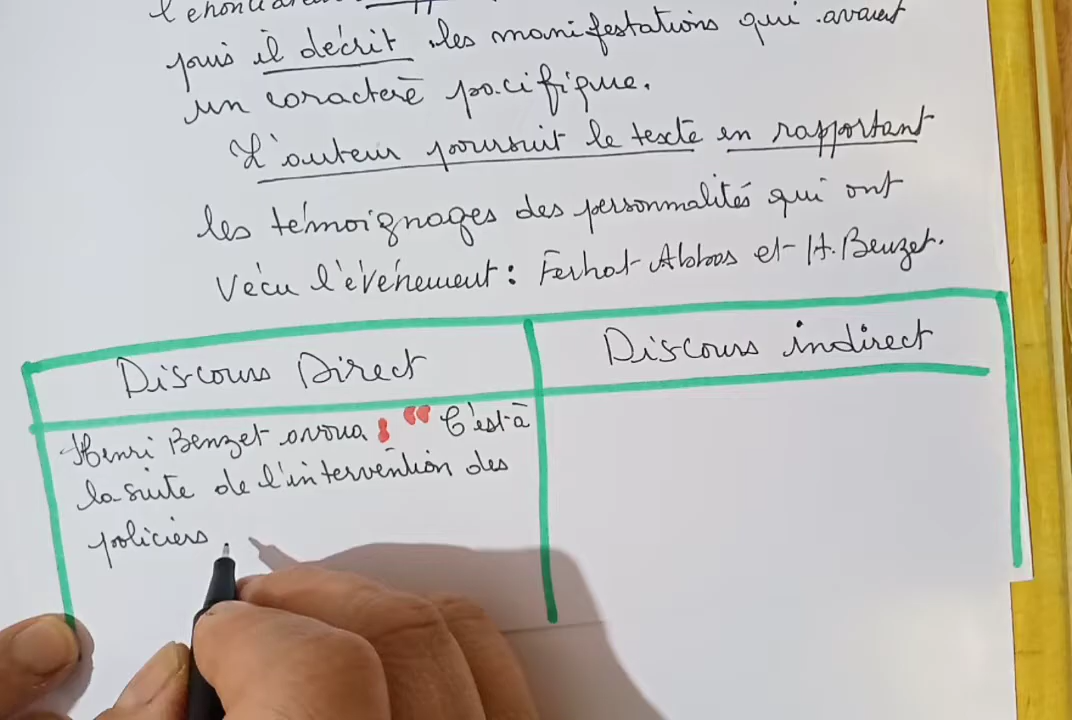 l'énonciateur
puis il décrit les manifestations qui avaient
un caractère pacifique.
L'auteur poursuit le texte en rapportant
les témoignages des personnalités qui ont
vécu l'événement : Ferhat Abbas et H. Benzet.
Discours Direct
Discours indirect
Henri Benzet avoua : “ C'est à
la suite de l'intervention des
policiers